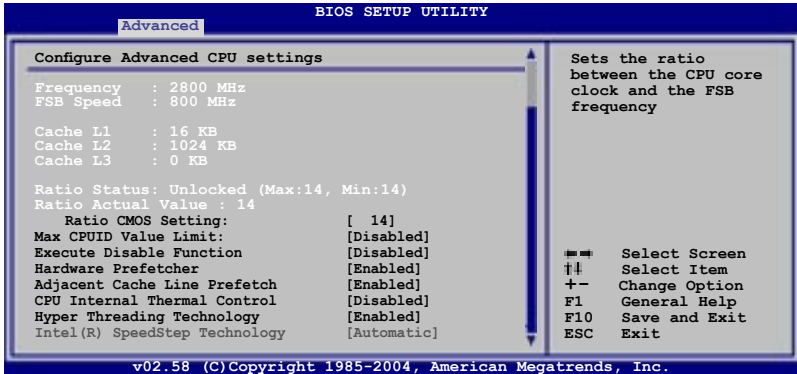 BIOS SETUP UTILITY
Advanced
Configure Advanced CPU settings
Frequency : 2800 MHz
FSB Speed : 800 MHz
Cache L1 : 16 KB
Cache L2 : 1024 KB
Cache L3 : 0 KB
Ratio Status: Unlocked (Max:14, Min:14)
Ratio Actual Value : 14
Ratio CMOS Setting: [ 14]
Max CPUID Value Limit: [Disabled]
Execute Disable Function [Disabled]
Hardware Prefetcher [Enabled]
Adjacent Cache Line Prefetch [Enabled]
CPU Internal Thermal Control [Disabled]
Hyper Threading Technology [Enabled]
Intel(R) SpeedStep Technology [Automatic]
Sets the ratio
between the CPU core
clock and the FSB
frequency
Select Screen
Select Item
+- Change Option
F1 General Help
F10 Save and Exit
ESC Exit
v02.58 (C)Copyright 1985-2004, American Megatrends, Inc.